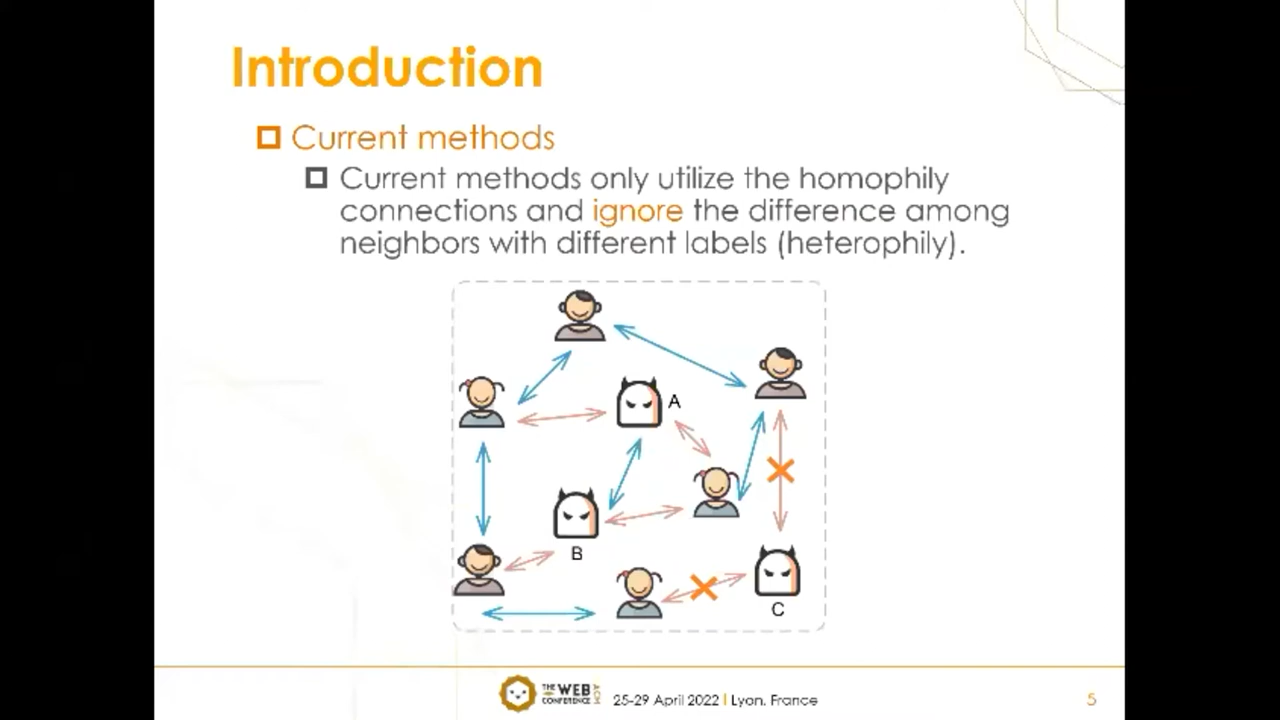 Introduction
Current methods
Current methods only utilize the homophily
connections and ignore the difference among
neighbors with different labels (heterophily).
A
B
C
THE WEB CONFERENCE
ACM
25-29 April 2022 | Lyon, France
5